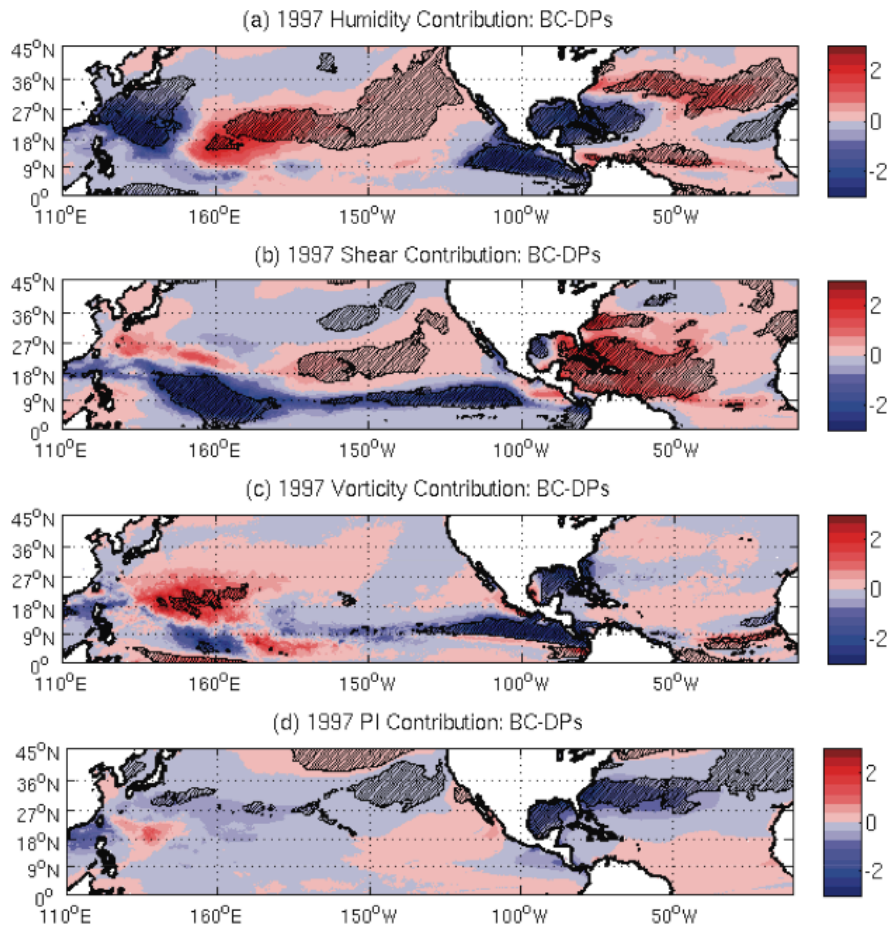 (a) 1997 Humidity Contribution: BC-DPs
45°N
36°N
27°N
18°N
9°N
0°
110°E 160°E 150°W 100°W 50°W
2
0
-2
(b) 1997 Shear Contribution: BC-DPs
45°N
36°N
27°N
18°N
9°N
0°
110°E 160°E 150°W 100°W 50°W
2
0
-2
(c) 1997 Vorticity Contribution: BC-DPs
45°N
36°N
27°N
18°N
9°N
0°
110°E 160°E 150°W 100°W 50°W
2
0
-2
(d) 1997 PI Contribution: BC-DPs
45°N
36°N
27°N
18°N
9°N
0°
110°E 160°E 150°W 100°W 50°W
2
0
-2